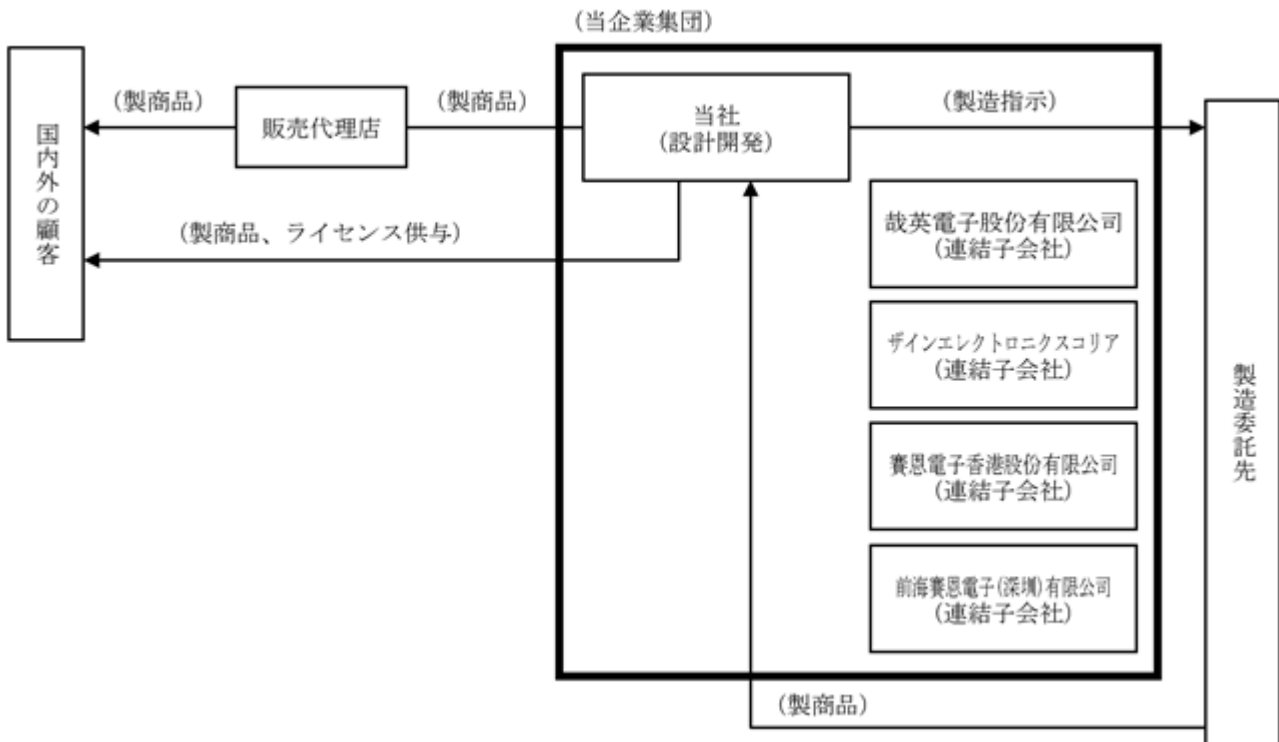 (当企業集団)
(製商品)
(製商品)
(製造指示)
国内外の顧客
販売代理店
当社
(設計開発)
(製商品、ライセンス供与)
哉英電子股份有限公司
(連結子会社)
ザインエレクトロニクスコリア
(連結子会社)
賽恩電子香港股份有限公司
(連結子会社)
前海賽恩電子(深圳)有限公司
(連結子会社)
製造委託先
(製商品)